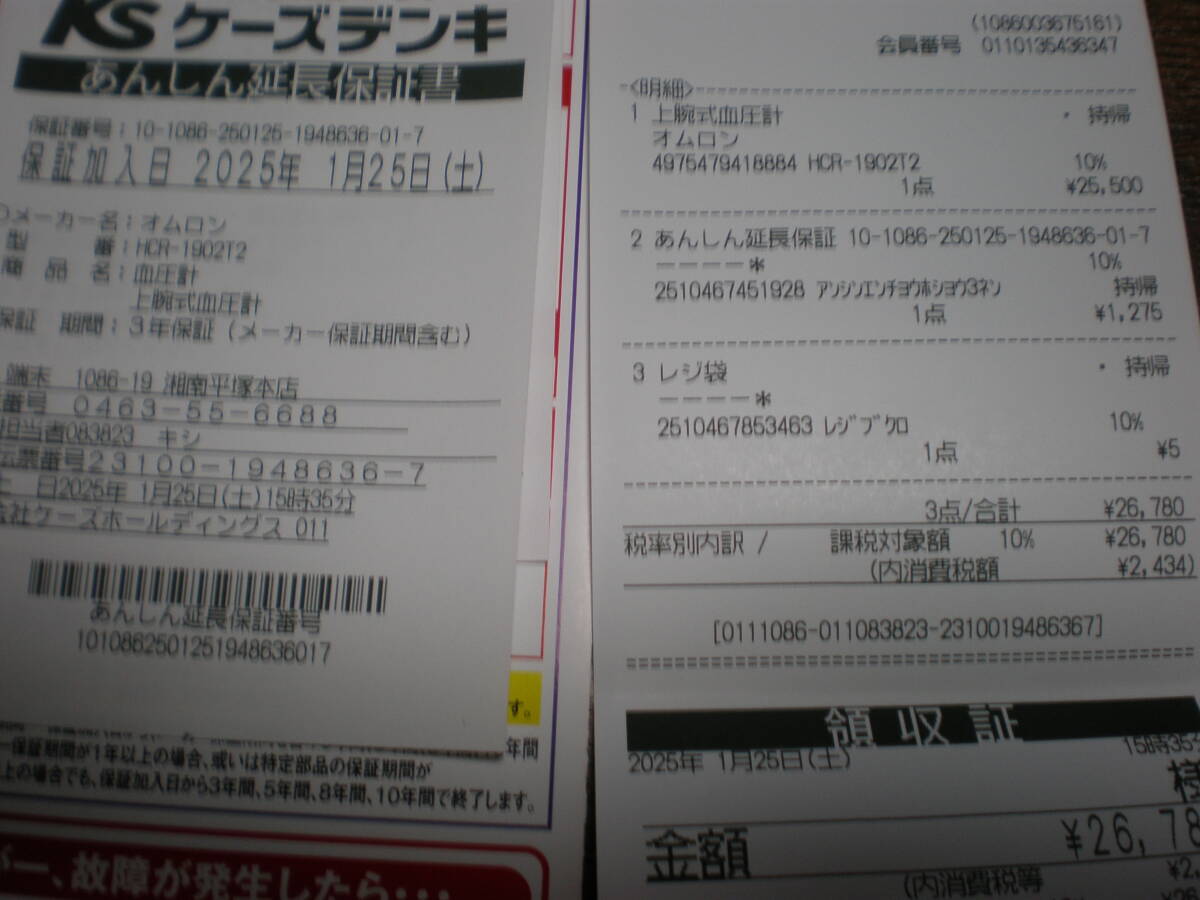 KS ケーズデンキ
あんしん延長保証書
保証番号：10-1086-250125-1948636-01-7
保証加入日 2025年 1月25日(土)
メーカー名：オムロン
型 番：HCR-1902T2
商 品 名：血圧計
上腕式血圧計
保証 期間：３年保証（メーカー保証期間含む）
端末 1086-19 湘南平塚本店
番号 ０４６３－５５－６６８８
担当者083823 キシ
伝票番号２３１００－１９４８６３６－７
日2025年 1月25日(土)15時35分
会社ケーズホールディングス 011
あんしん延長保証番号
10108625012519486360​17
す。
年間
保証期間が1年以上の場合、或いは特定部品の保証期間が
上の場合でも、保証加入日から3年間、5年間、8年間、10年間で終了します。
が一、故障が発生したら・・・
(1086003675161)
会員番号 0110135436347
<明細>
1 上腕式血圧計 ・ 持帰
オムロン
4975479418884 HCR-1902T2 10%
1点 ¥25,500
2 あんしん延長保証 10-1086-250125-1948636-01-7
ーーーー＊ 10%
2510467451928 ｱﾝｼﾝｴﾝﾁｮｳﾎｼｮｳ3ﾈﾝ 持帰
1点 ¥1,275
3 レジ袋 ・ 持帰
ーーーー＊
2510467853463 ﾚｼﾞﾌﾞｸﾛ 10%
1点 ¥5
3点/合計 ¥26,780
税率別内訳 / 課税対象額 10% ¥26,780
(内消費税額 ¥2,434)
[0111086-011083823-2310019486367]
領収証
2025年 1月25日(土) 15時35分
様
金額 ¥26,78
(内消費税等 ¥2,